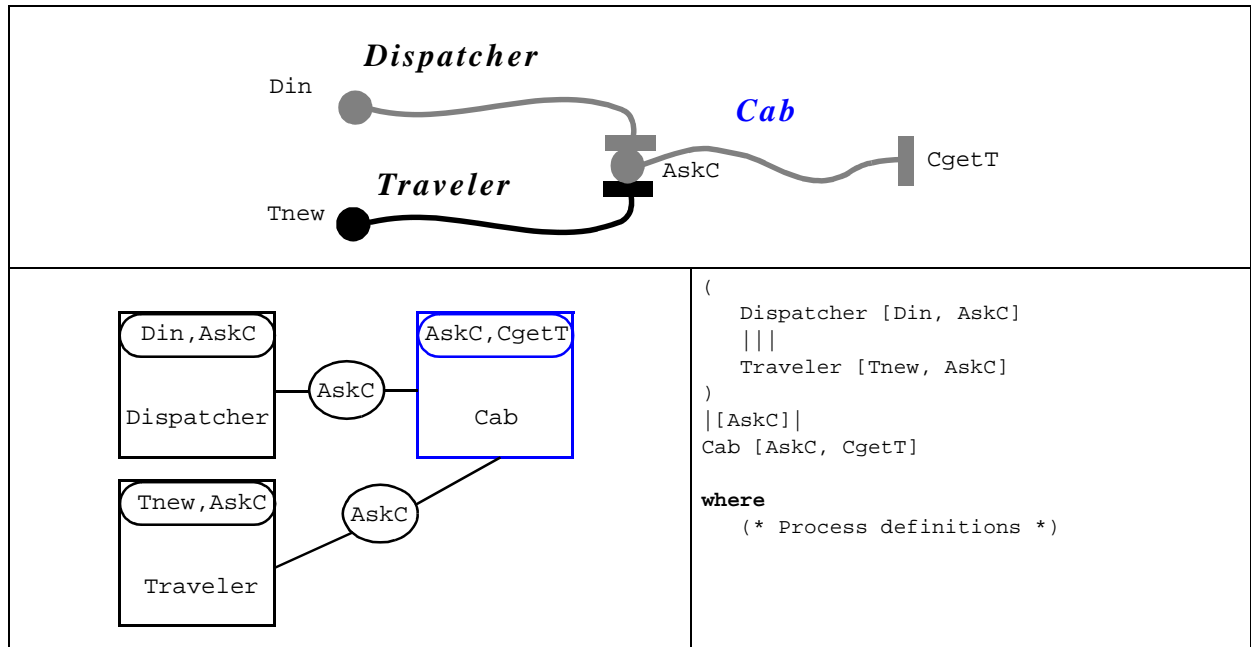 Dispatcher
Din
Cab
CgetT
AskC
Traveler
Tnew
Din,AskC
AskC,CgetT
AskC
Dispatcher
Cab
Tnew,AskC
AskC
Traveler
(
Dispatcher [Din, AskC]
|||
Traveler [Tnew, AskC]
)
|[AskC]|
Cab [AskC, CgetT]
where
(* Process definitions *)